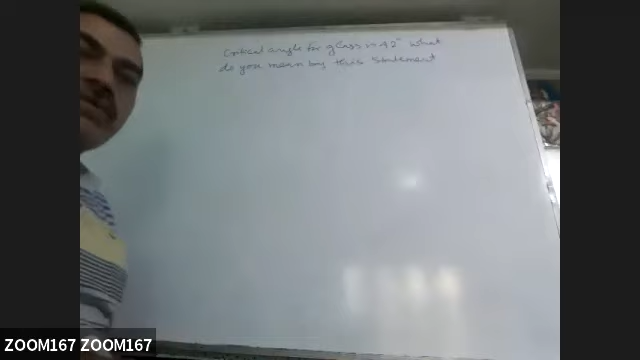 Critical angle for glass is 42° what
do you mean by this statement
ZOOM167 ZOOM167